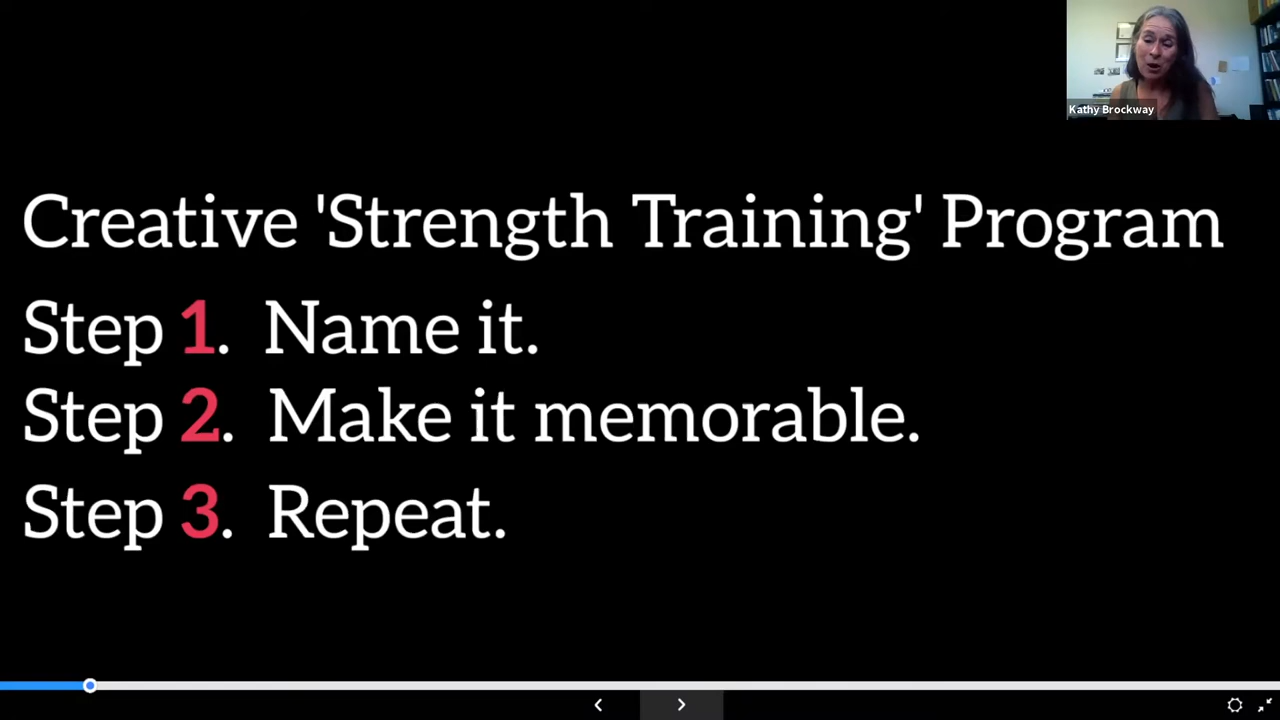 Kathy Brockway
Creative 'Strength Training' Program
Step 1. Name it.
Step 2. Make it memorable.
Step 3. Repeat.